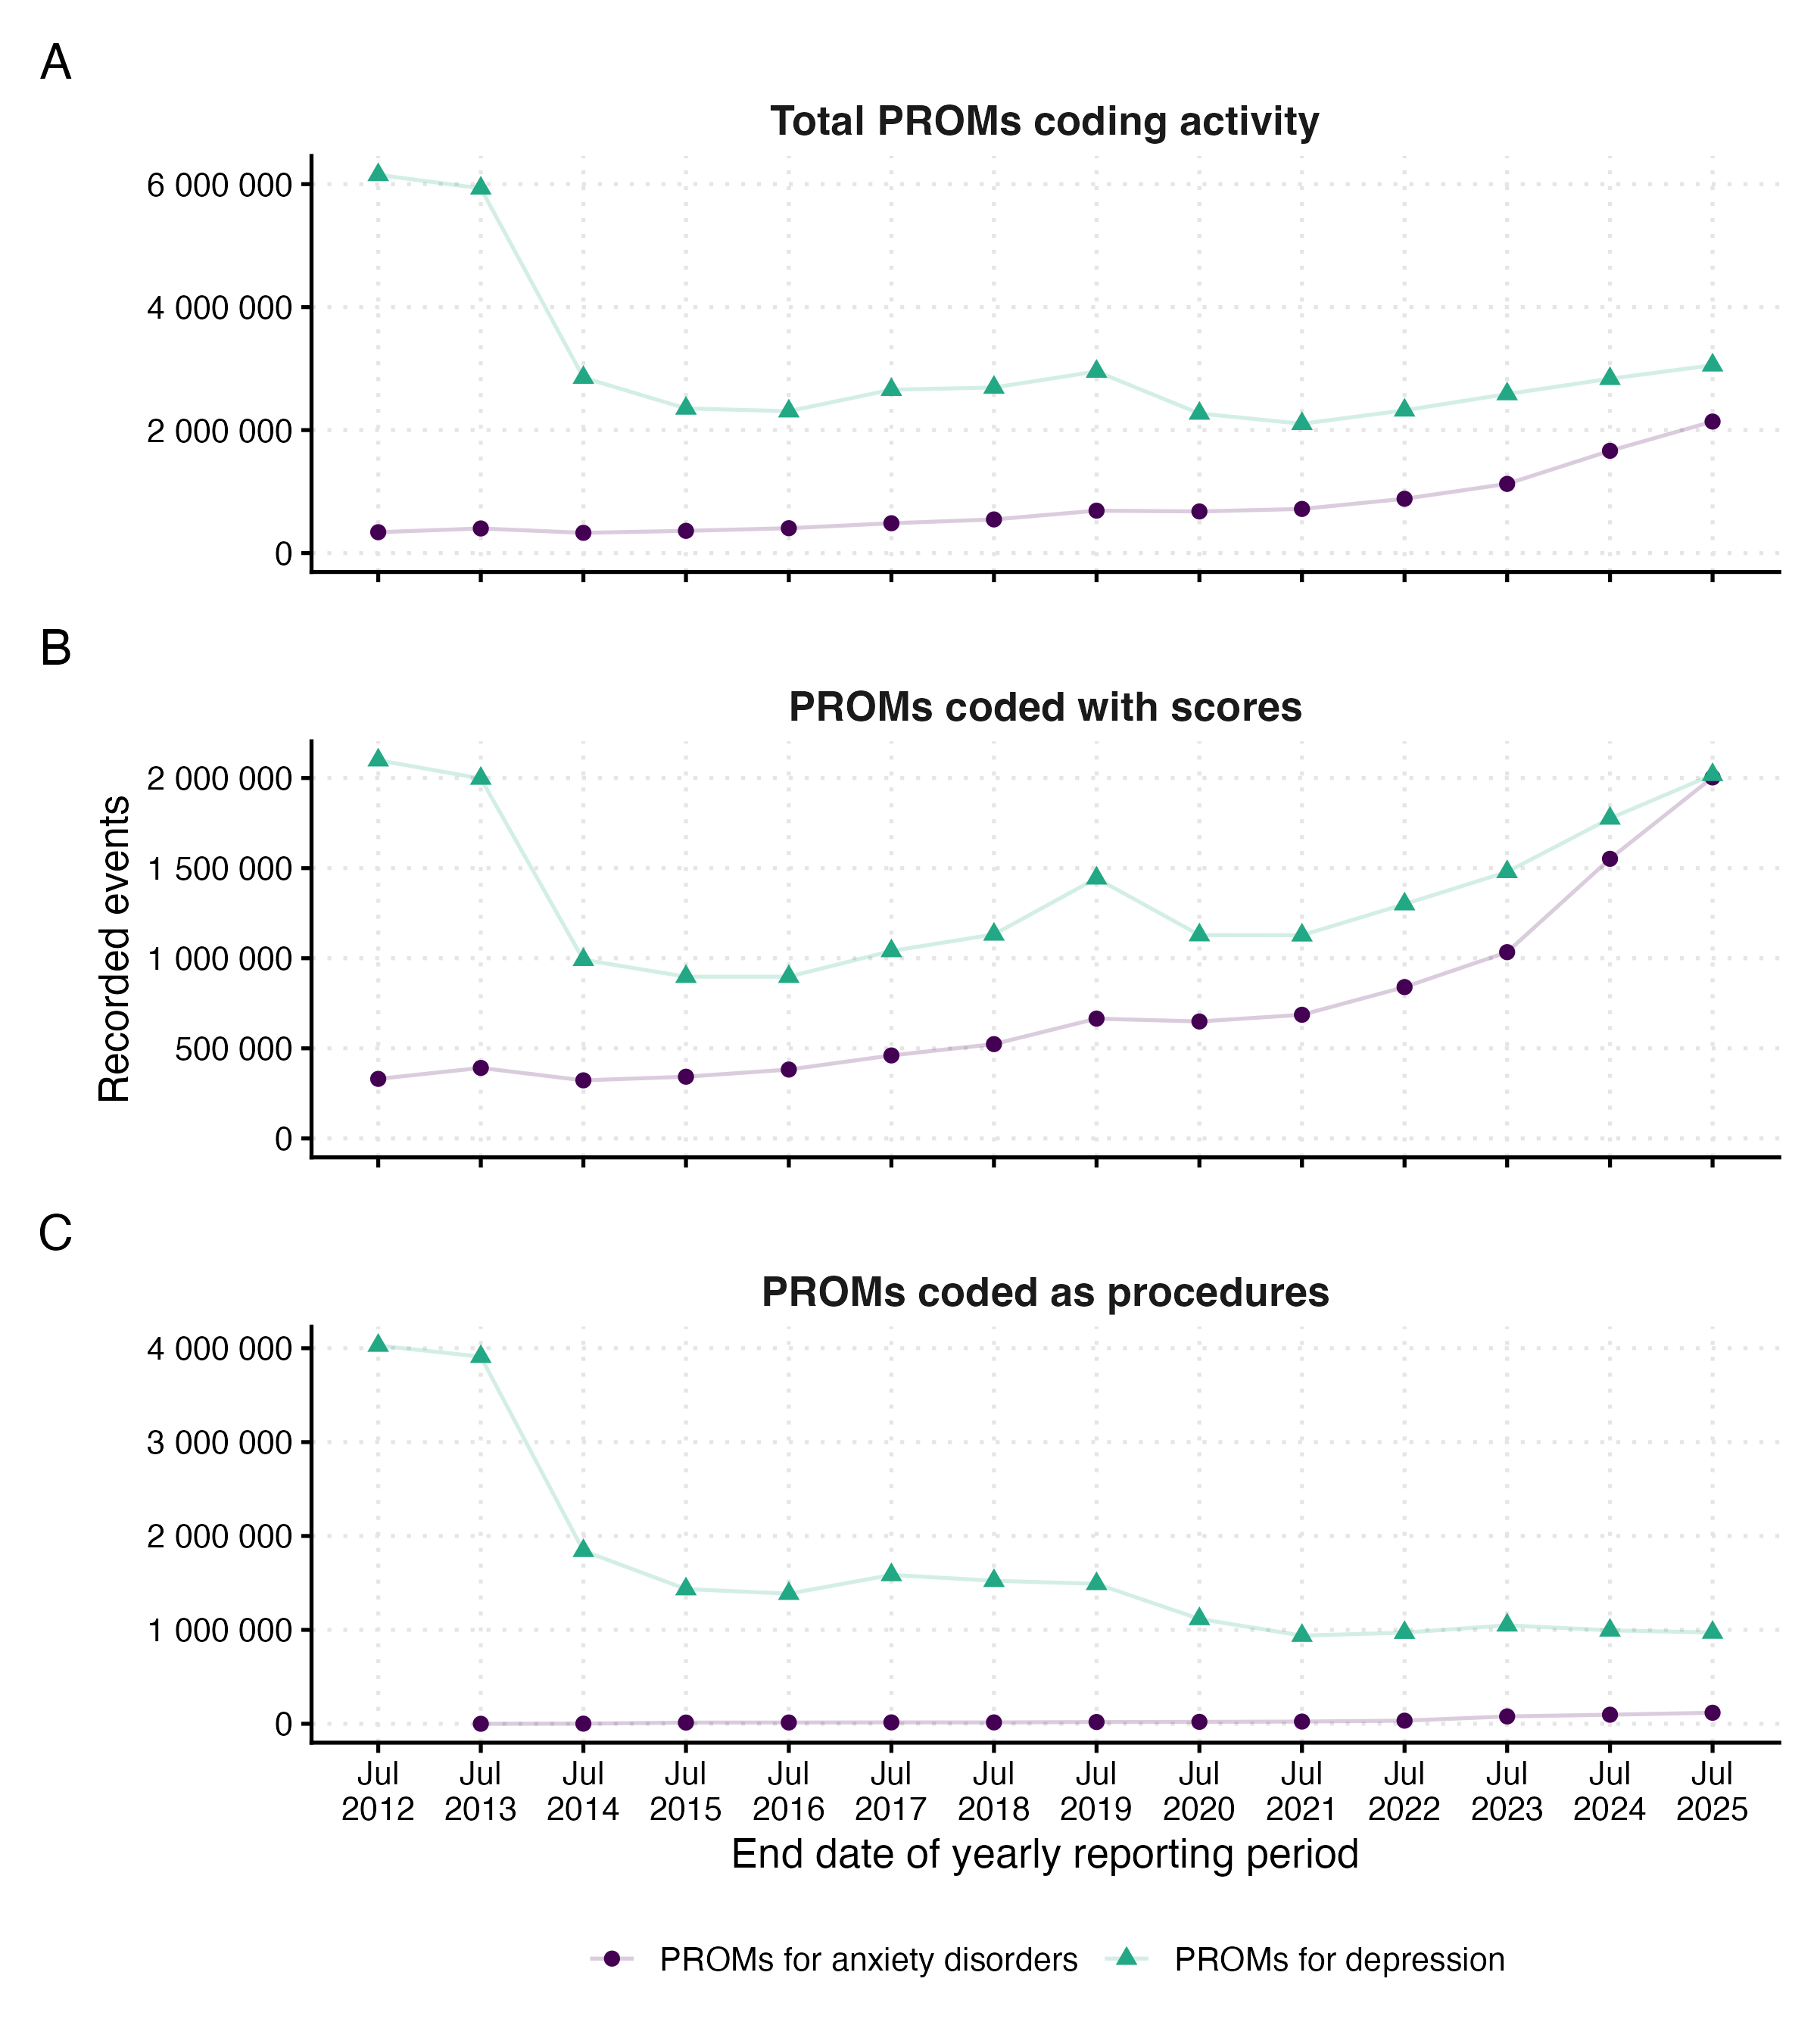 A
Total PROMs coding activity
6 000 000
4 000 000
2 000 000
0
B
PROMs coded with scores
Recorded events
2 000 000
1 500 000
1 000 000
500 000
0
C
PROMs coded as procedures
4 000 000
3 000 000
2 000 000
1 000 000
0
Jul Jul Jul Jul Jul Jul Jul Jul Jul Jul Jul Jul Jul Jul
2012 2013 2014 2015 2016 2017 2018 2019 2020 2021 2022 2023 2024 2025
End date of yearly reporting period
PROMs for anxiety disorders PROMs for depression